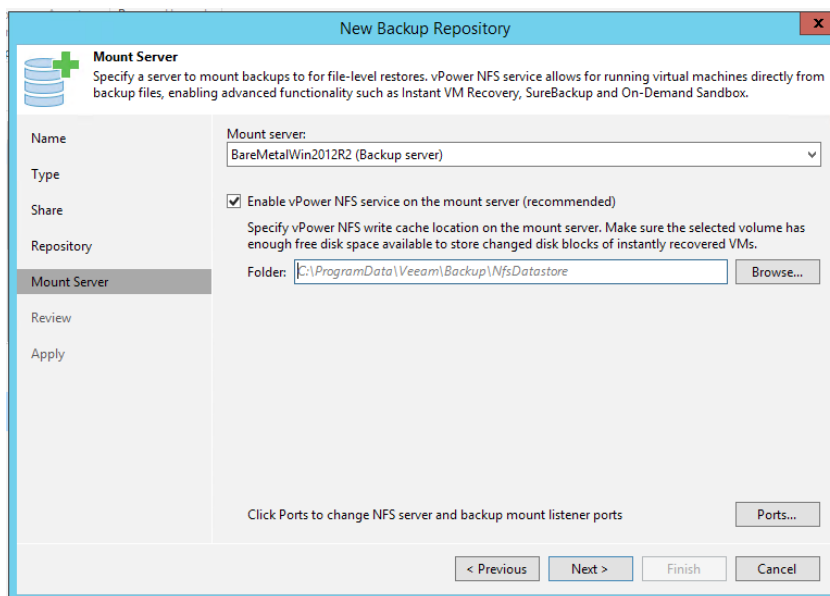 New Backup Repository
x
Mount Server
Specify a server to mount backups to for file-level restores. vPower NFS service allows for running virtual machines directly from
backup files, enabling advanced functionality such as Instant VM Recovery, SureBackup and On-Demand Sandbox.
Name
Type
Share
Repository
Mount Server
Review
Apply
Mount server:
BareMetalWin2012R2 (Backup server)
Enable vPower NFS service on the mount server (recommended)
Specify vPower NFS write cache location on the mount server. Make sure the selected volume has
enough free disk space available to store changed disk blocks of instantly recovered VMs.
Folder: C:\ProgramData\Veeam\Backup\NfsDatastore Browse...
Click Ports to change NFS server and backup mount listener ports Ports...
< Previous Next > Finish Cancel